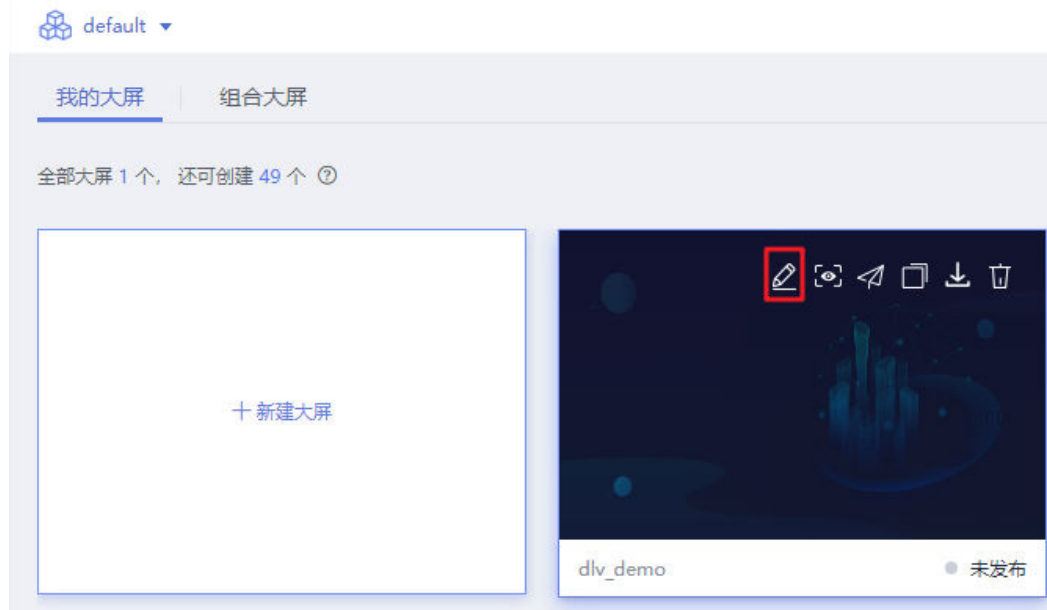 default
我的大屏 组合大屏
全部大屏 1 个， 还可创建 49 个 ?
+ 新建大屏
dlv_demo 未发布